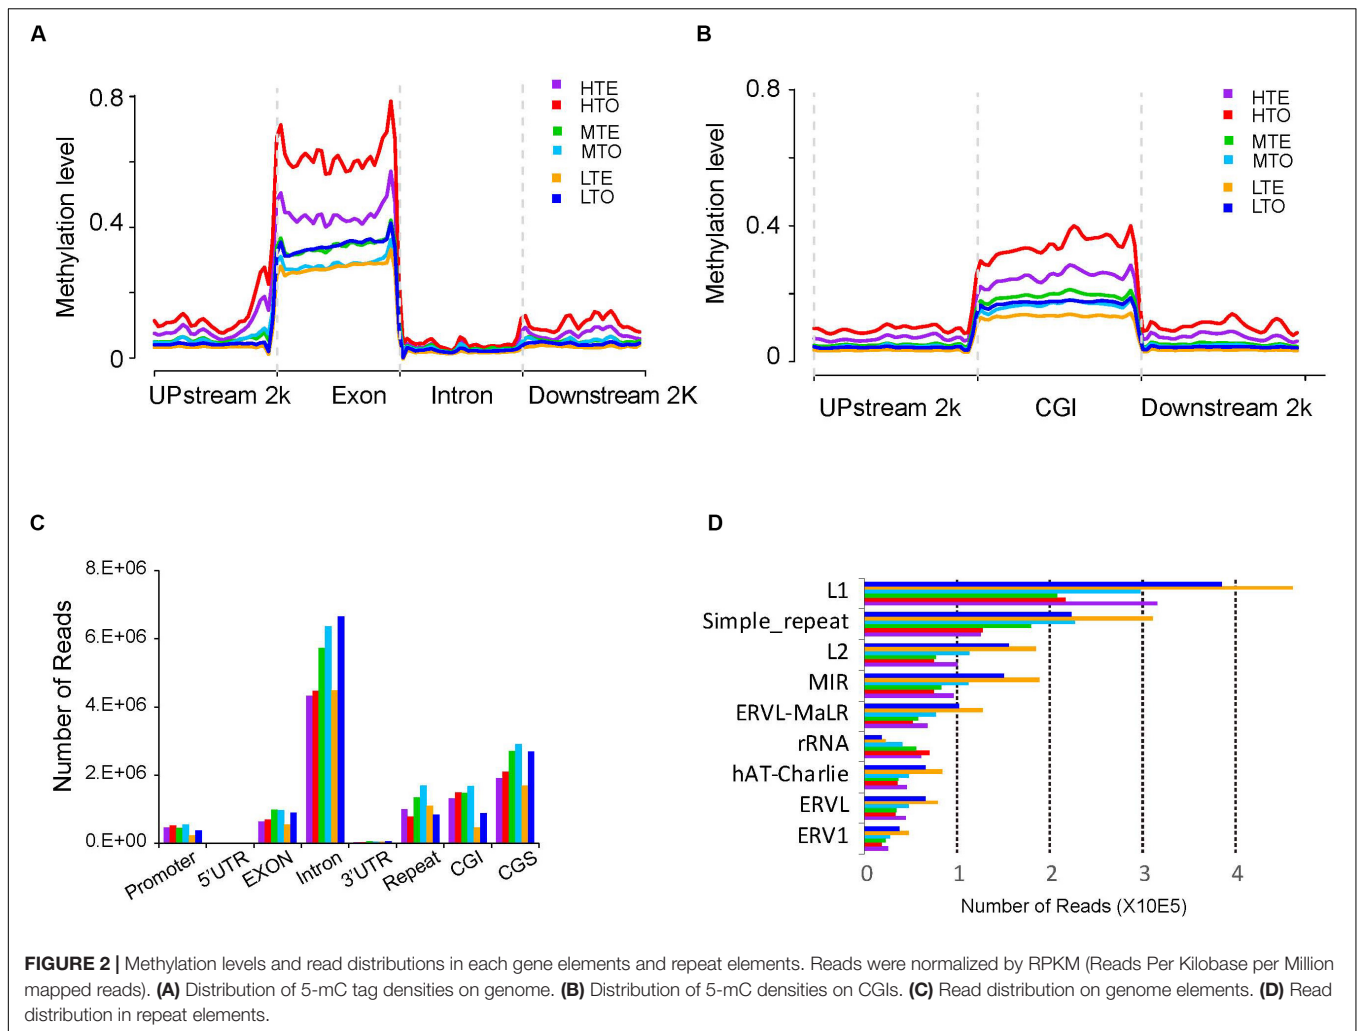 A
0.8
0.4
0
Methylation level
HTE
HTO
MTE
MTO
LTE
LTO
UPstream 2k
Exon
Intron
Downstream 2K
B
0.8
0.4
0
Methylation level
HTE
HTO
MTE
MTO
LTE
LTO
UPstream 2k
CGI
Downstream 2k
C
8.E+06
6.E+06
4.E+06
2.E+06
0.E+00
Number of Reads
Promoter
5'UTR
EXON
Intron
3'UTR
Repeat
CGI
CGS
D
L1
Simple_repeat
L2
MIR
ERVL-MaLR
rRNA
hAT-Charlie
ERVL
ERV1
0 1 2 3 4
Number of Reads (X10E5)
FIGURE 2 | Methylation levels and read distributions in each gene elements and repeat elements. Reads were normalized by RPKM (Reads Per Kilobase per Million
mapped reads). (A) Distribution of 5-mC tag densities on genome. (B) Distribution of 5-mC densities on CGIs. (C) Read distribution on genome elements. (D) Read
distribution in repeat elements.